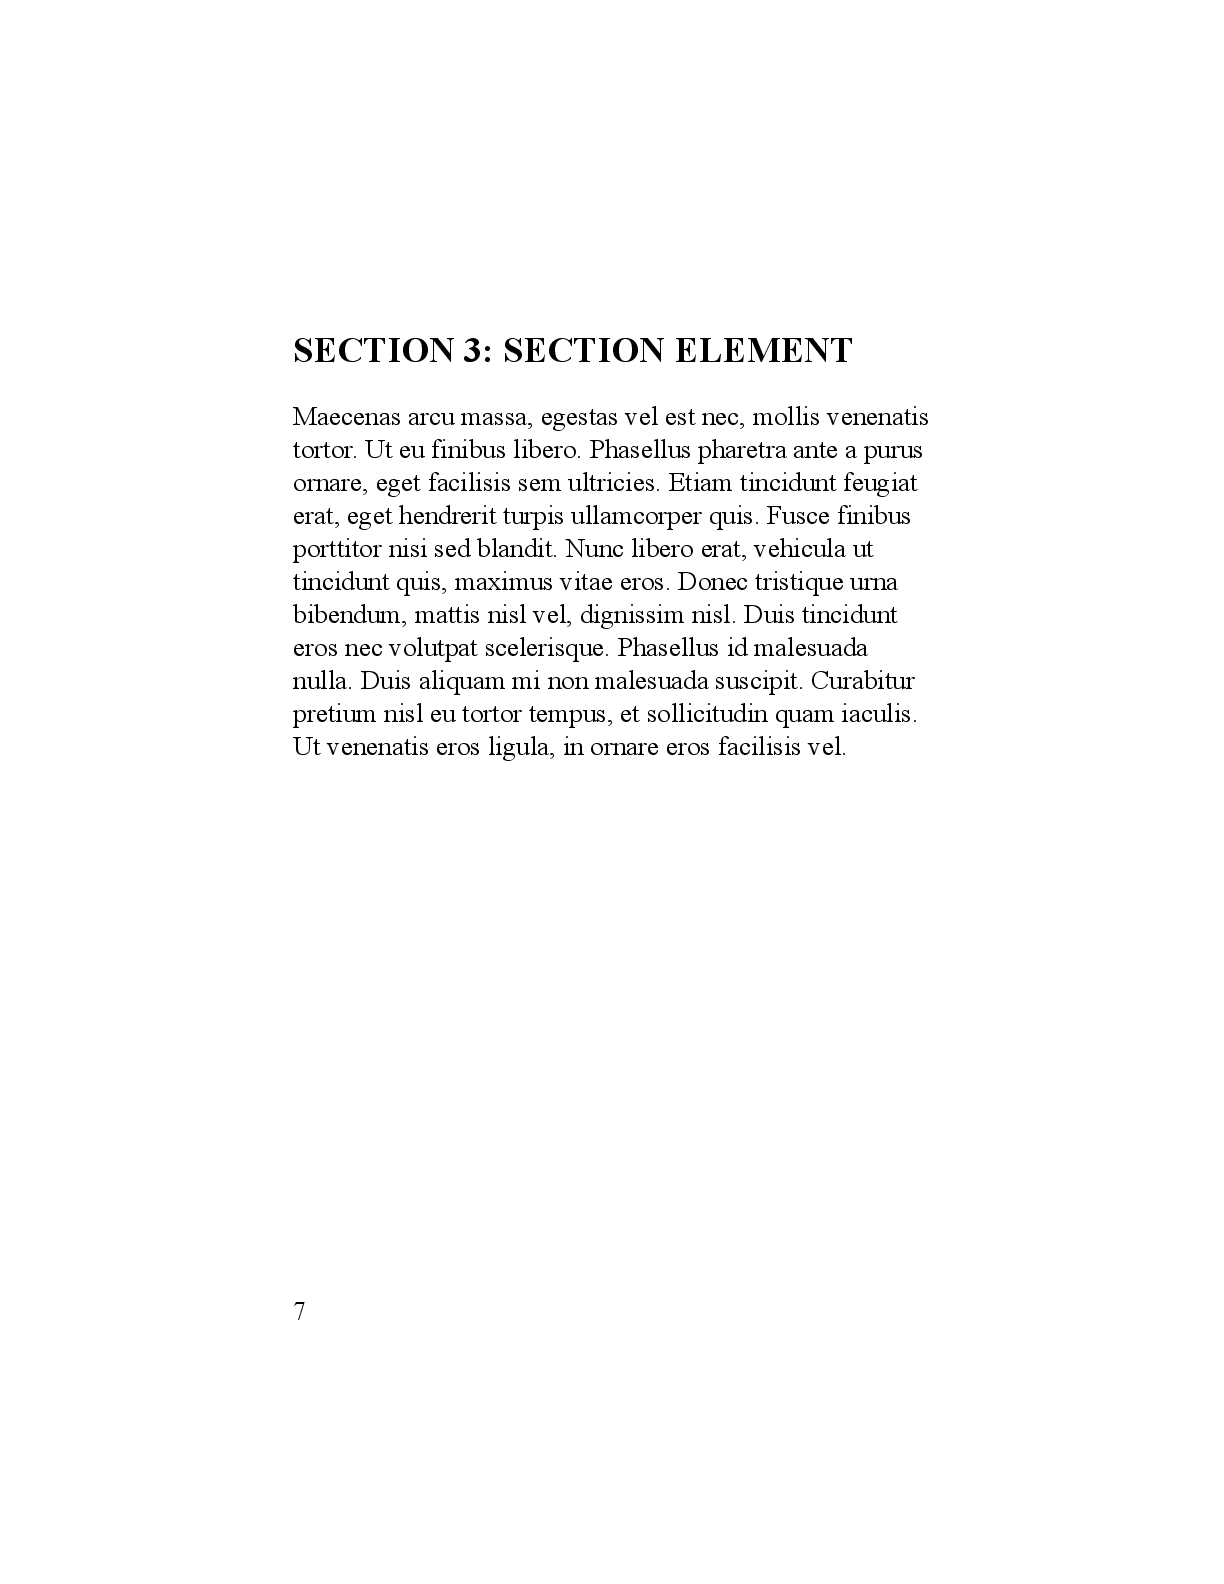 SECTION 3: SECTION ELEMENT
Maecenas arcu massa, egestas vel est nec, mollis venenatis
tortor. Ut eu finibus libero. Phasellus pharetra ante a purus
ornare, eget facilisis sem ultricies. Etiam tincidunt feugiat
erat, eget hendrerit turpis ullamcorper quis. Fusce finibus
porttitor nisi sed blandit. Nunc libero erat, vehicula ut
tincidunt quis, maximus vitae eros. Donec tristique urna
bibendum, mattis nisl vel, dignissim nisl. Duis tincidunt
eros nec volutpat scelerisque. Phasellus id malesuada
nulla. Duis aliquam mi non malesuada suscipit. Curabitur
pretium nisl eu tortor tempus, et sollicitudin quam iaculis.
Ut venenatis eros ligula, in ornare eros facilisis vel.
7